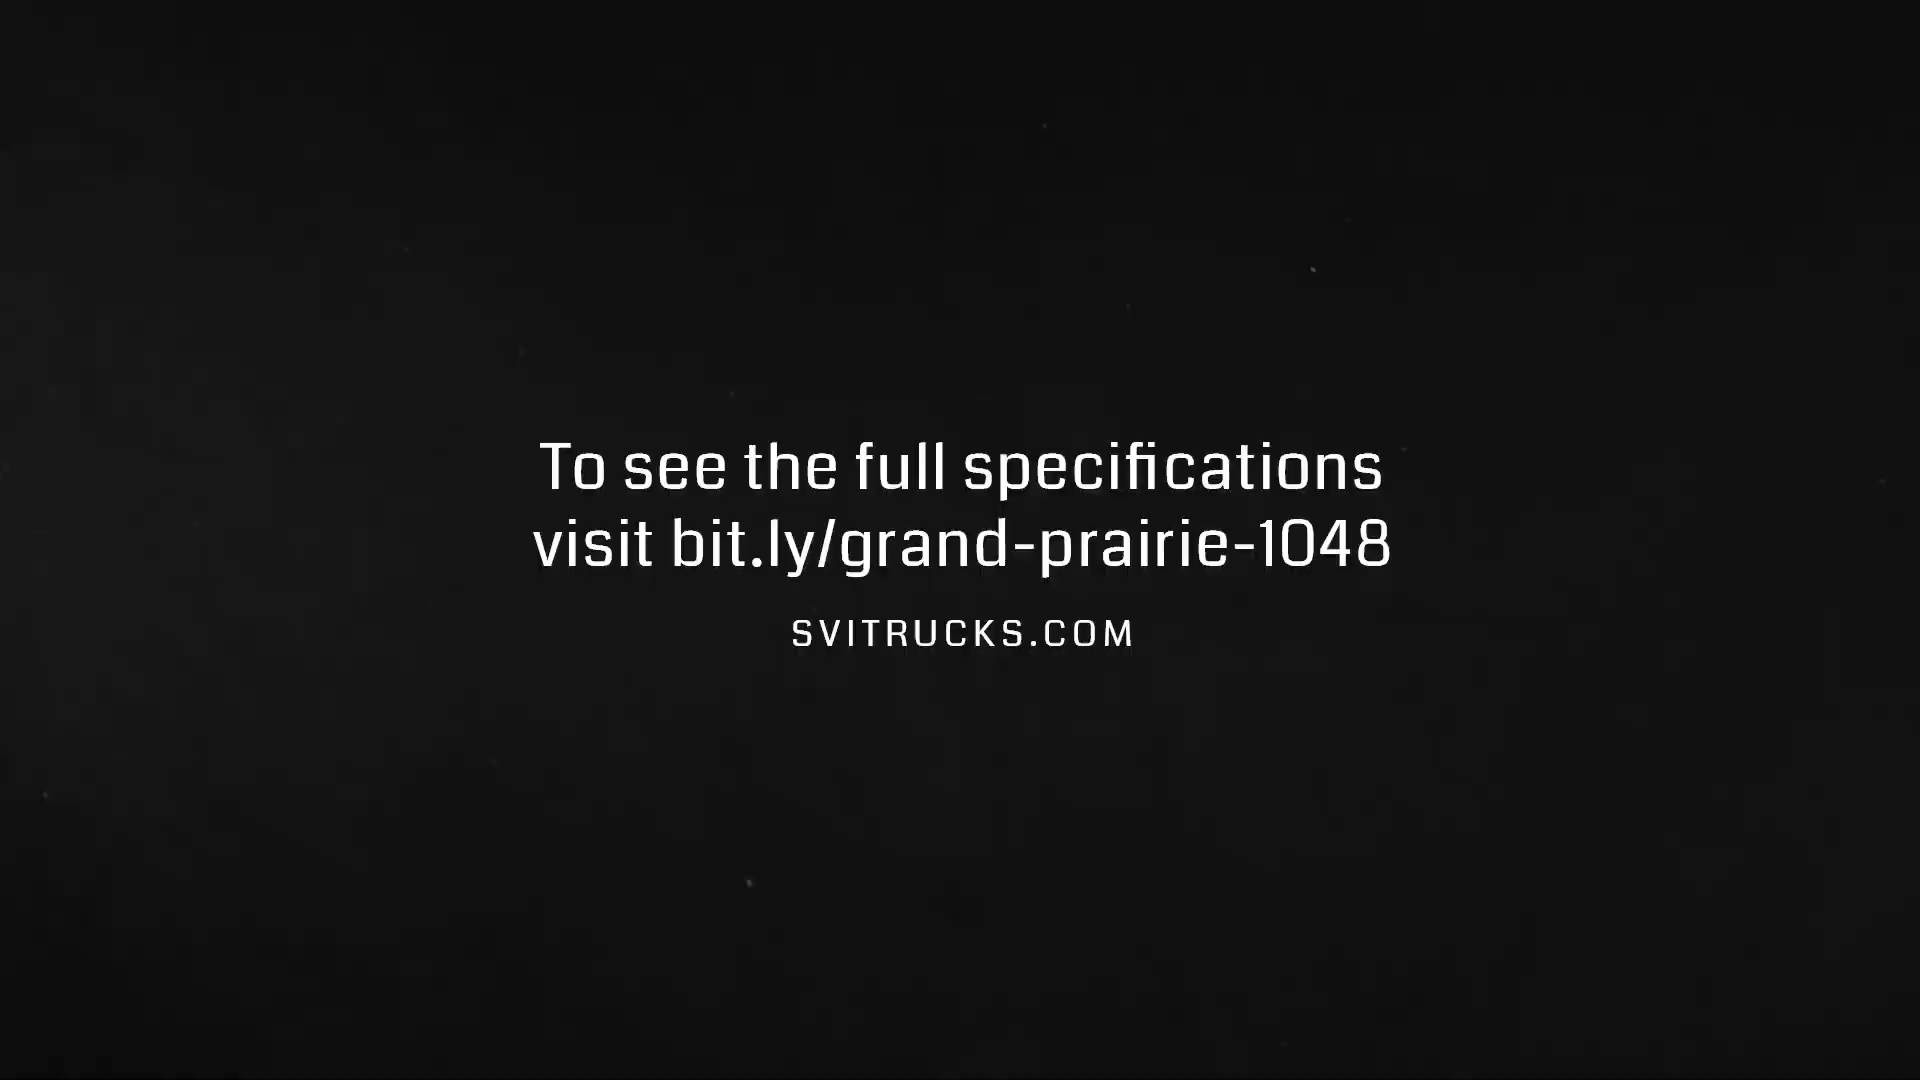 To see the full specifications
visit bit.ly/grand-prairie-1048
SVITRUCKS.COM